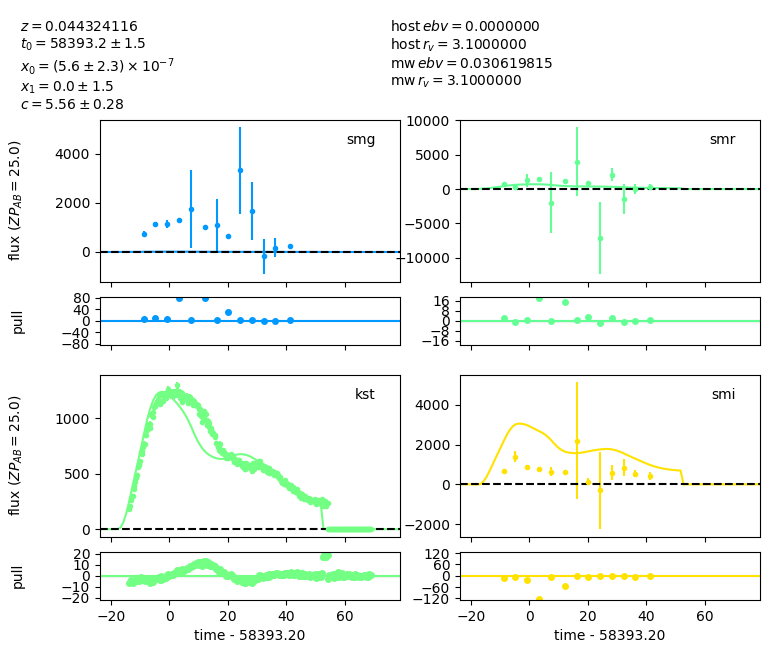 z = 0.044324116
t₀ = 58393.2 ± 1.5
x₀ = (5.6 ± 2.3) × 10⁻⁷
x₁ = 0.0 ± 1.5
c = 5.56 ± 0.28
host ebv = 0.0000000
host r_v = 3.1000000
mw ebv = 0.030619815
mw r_v = 3.1000000
flux (ZP_AB = 25.0)
4000
2000
0
smg
10000
5000
0
−5000
−10000
smr
pull
80
40
0
−40
−80
16
8
0
−8
−16
flux (ZP_AB = 25.0)
1000
500
0
kst
4000
2000
0
−2000
smi
pull
20
10
0
−10
−20
120
60
0
−60
−120
−20 0 20 40 60
−20 0 20 40 60
time - 58393.20
time - 58393.20